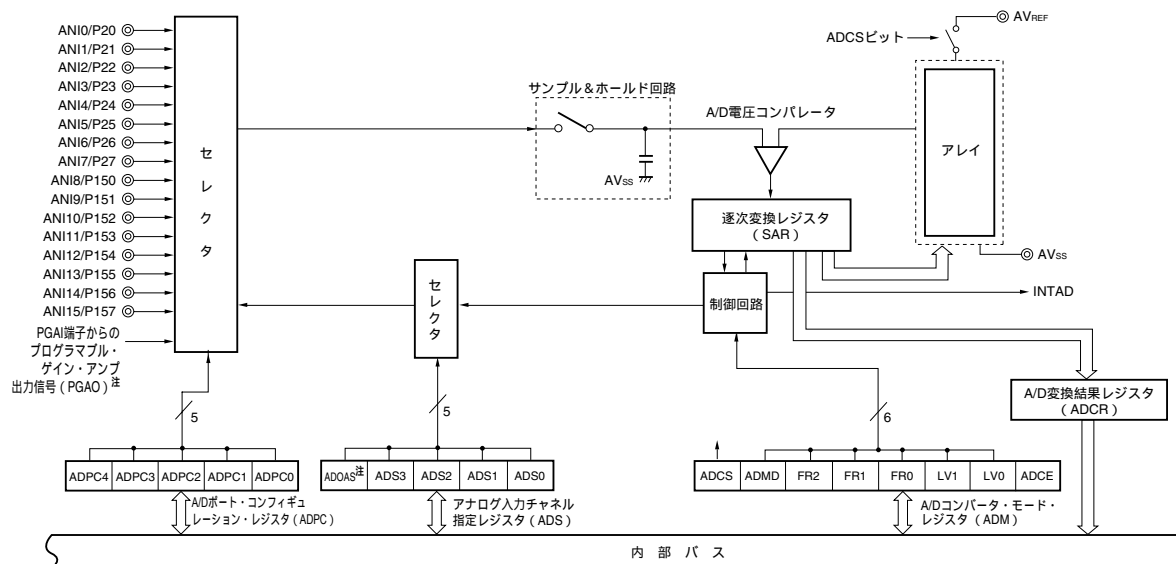 ANI0/P20
ANI1/P21
ANI2/P22
ANI3/P23
ANI4/P24
ANI5/P25
ANI6/P26
ANI7/P27
ANI8/P150
ANI9/P151
ANI10/P152
ANI11/P153
ANI12/P154
ANI13/P155
ANI14/P156
ANI15/P157
PGAI端子からの
プログラマブル・
ゲイン・アンプ
出力信号(PGAO)注
セレクタ
サンプル&ホールド回路
AVSS
A/D電圧コンパレータ
ADCSビット
AVREF
アレイ
AVSS
逐次変換レジスタ
(SAR)
セレクタ
制御回路
INTAD
A/D変換結果レジスタ
(ADCR)
5
5
6
ADPC4 ADPC3 ADPC2 ADPC1 ADPC0
ADOAS注 ADS3 ADS2 ADS1 ADS0
ADCS ADMD FR2 FR1 FR0 LV1 LV0 ADCE
A/Dポート・コンフィギュ
レーション・レジスタ(ADPC)
アナログ入力チャネル
指定レジスタ(ADS)
A/Dコンバータ・モード・
レジスタ(ADM)
内 部 バ ス